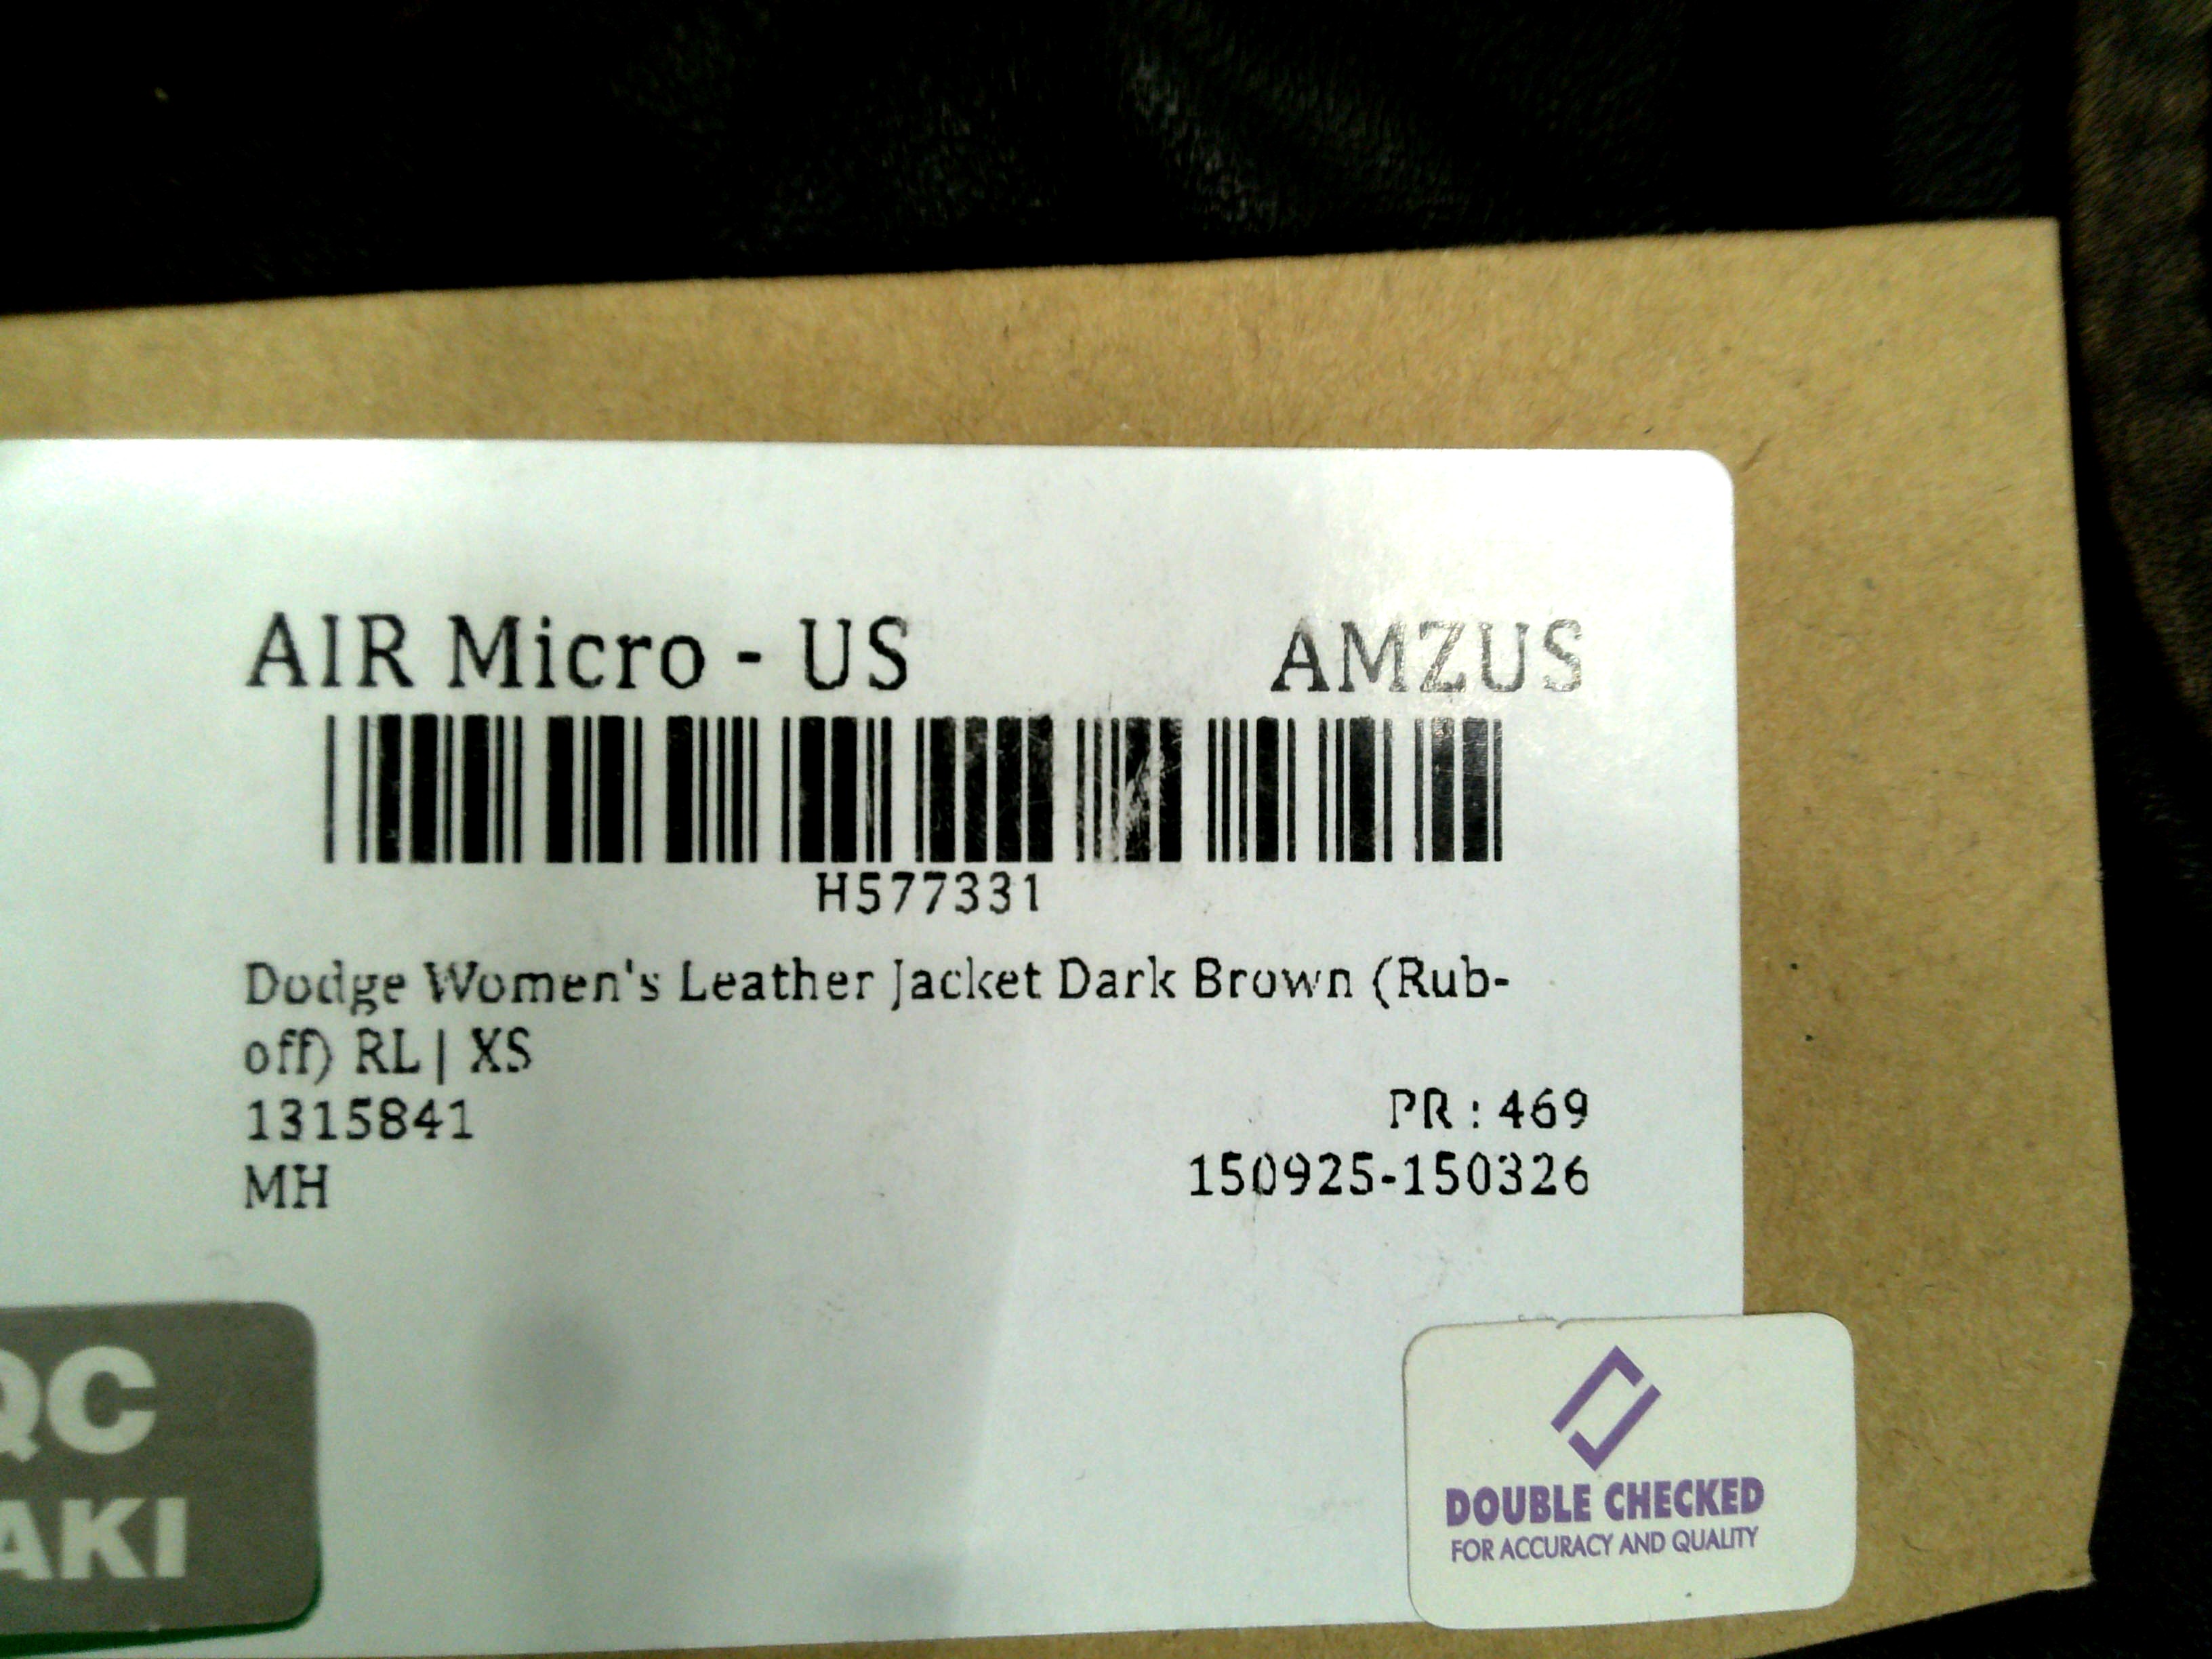 AIR Micro - US AMZUS
H577331
Dodge Women's Leather Jacket Dark Brown (Rub-
off) RL | XS
1315841 PR : 469
MH 150925-150326
QC
AKI
DOUBLE CHECKED
FOR ACCURACY AND QUALITY